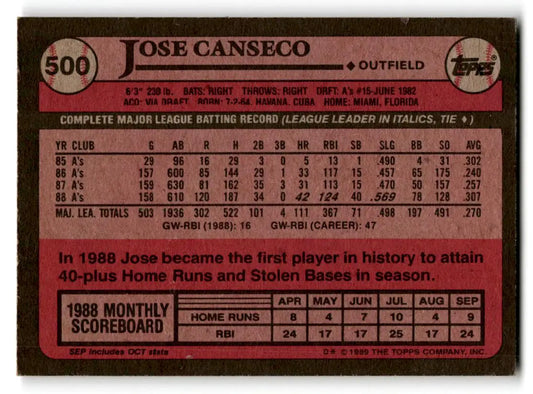 500
JOSE CANSECO
◆ OUTFIELD
Topps
6'3" 230 lb. BATS: RIGHT THROWS: RIGHT DRFT: A's #15-JUNE 1982
ACQ: VIA DRAFT BORN: 7-2-64, HAVANA, CUBA HOME: MIAMI, FLORIDA
COMPLETE MAJOR LEAGUE BATTING RECORD (LEAGUE LEADER IN ITALICS, TIE ♦)
YR CLUB G AB R H 2B 3B HR RBI SB SLG BB SO AVG
85 A's 29 96 16 29 3 0 5 13 1 .490 4 31 .302
86 A's 157 600 85 144 29 1 33 117 15 .457 65 175 .240
87 A's 159 630 81 162 35 3 31 113 15 .470 50 157 .257
88 A's 158 610 120 187 34 0 42 124 40 .569 78 128 .307
MAJ. LEA. TOTALS 503 1936 302 522 101 4 111 367 71 .498 197 491 .270
GW-RBI (1988): 16 GW-RBI (CAREER): 47
In 1988 Jose became the first player in history to attain
40-plus Home Runs and Stolen Bases in season.
1988 MONTHLY SCOREBOARD
APR MAY JUN JUL AUG SEP
HOME RUNS 8 4 7 10 4 9
RBI 24 17 17 25 17 24
SEP includes OCT stats
D* © 1989 THE TOPPS COMPANY, INC.